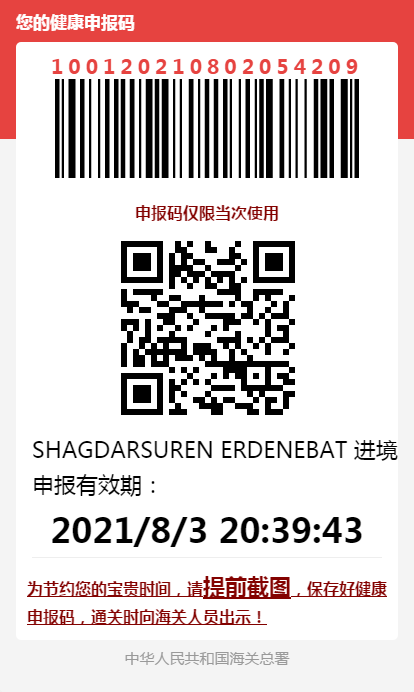 您的健康申报码
100120210802054209
申报码仅限当次使用
SHAGDARSUREN ERDENEBAT 进境
申报有效期：
2021/8/3 20:39:43
为节约您的宝贵时间，请提前截图，保存好健康
申报码，通关时向海关人员出示！
中华人民共和国海关总署